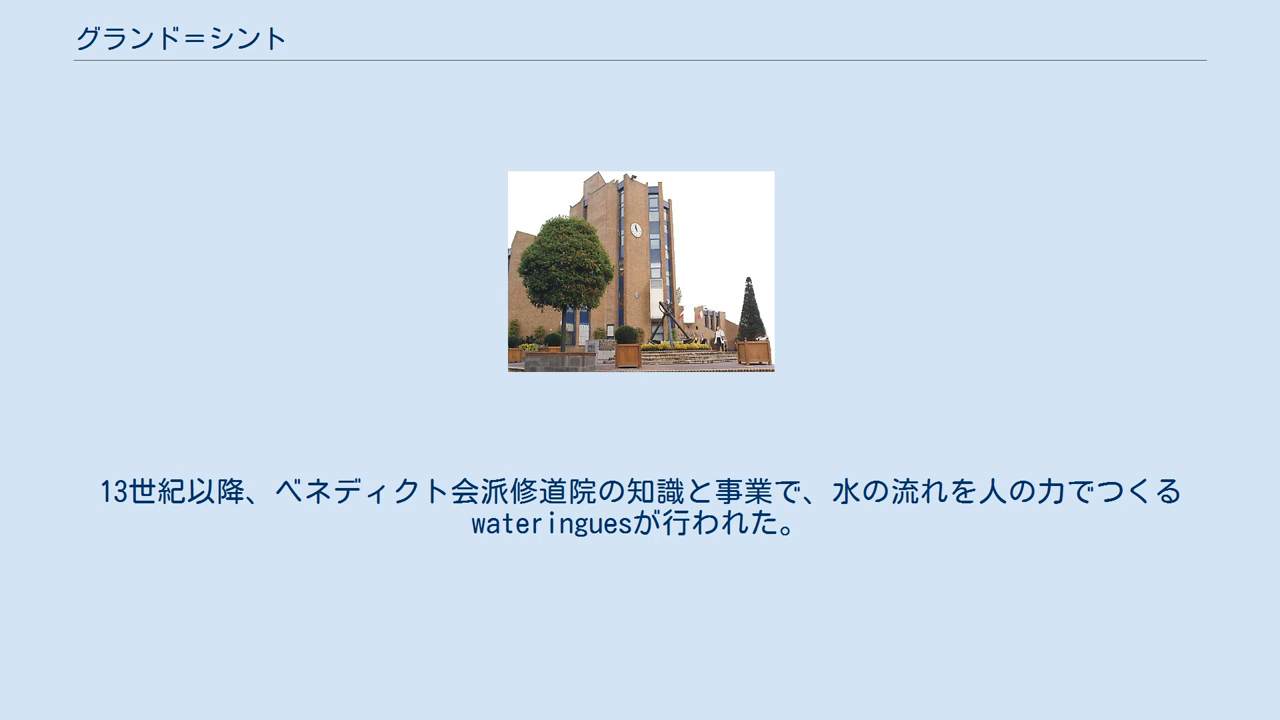 グランド＝シント
13世紀以降、ベネディクト会派修道院の知識と事業で、水の流れを人の力でつくる
wateringuesが行われた。